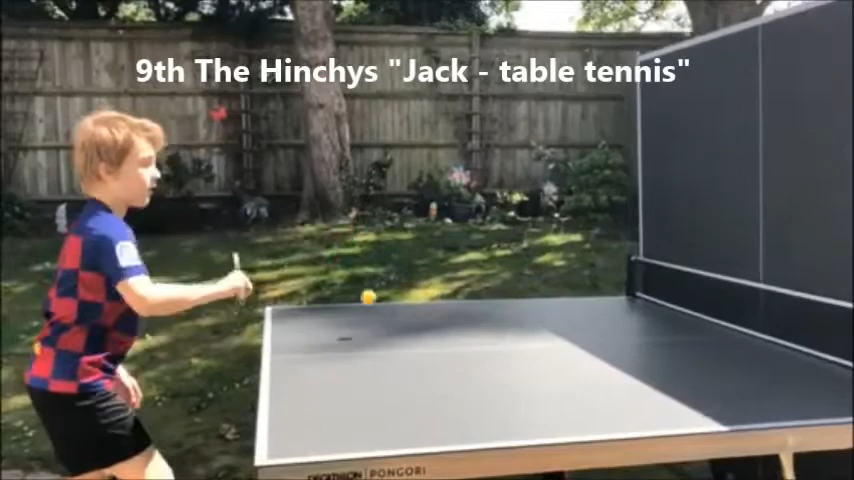 9th The Hinchys "Jack - table tennis"
DECATHLON | PONGORI